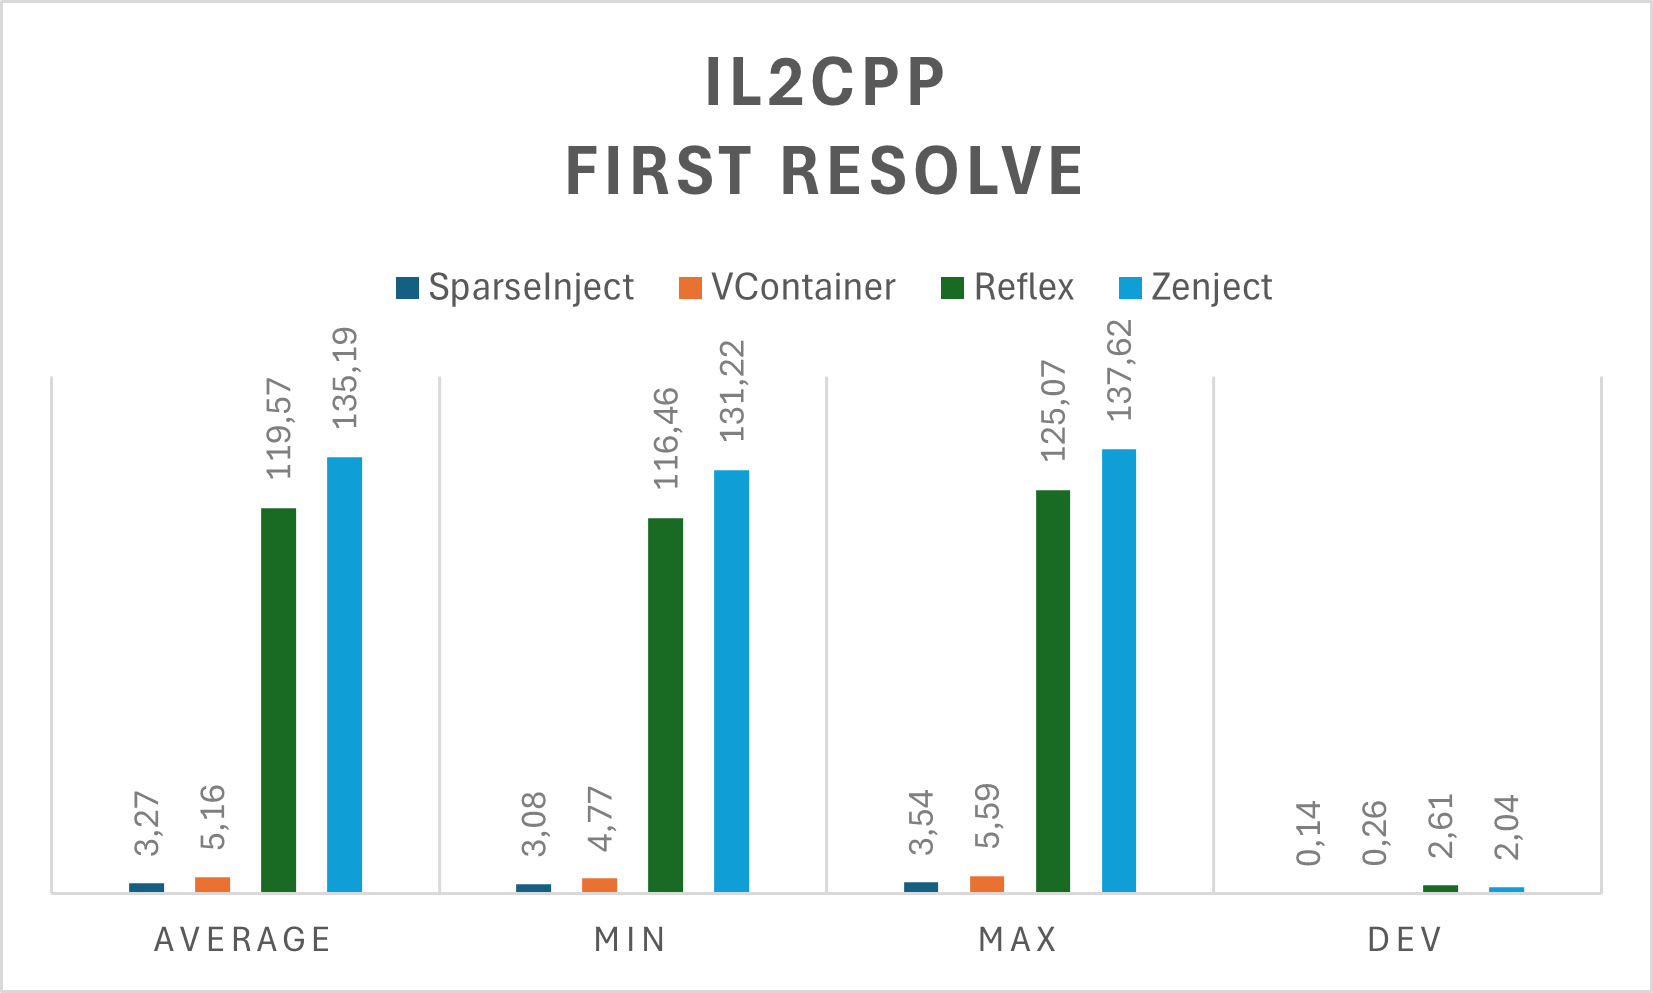 IL2CPP
FIRST RESOLVE
SparseInject VContainer Reflex Zenject
3,27 5,16 119,57 135,19 3,08 4,77 116,46 131,22 3,54 5,59 125,07 137,62 0,14 0,26 2,61 2,04
AVERAGE MIN MAX DEV